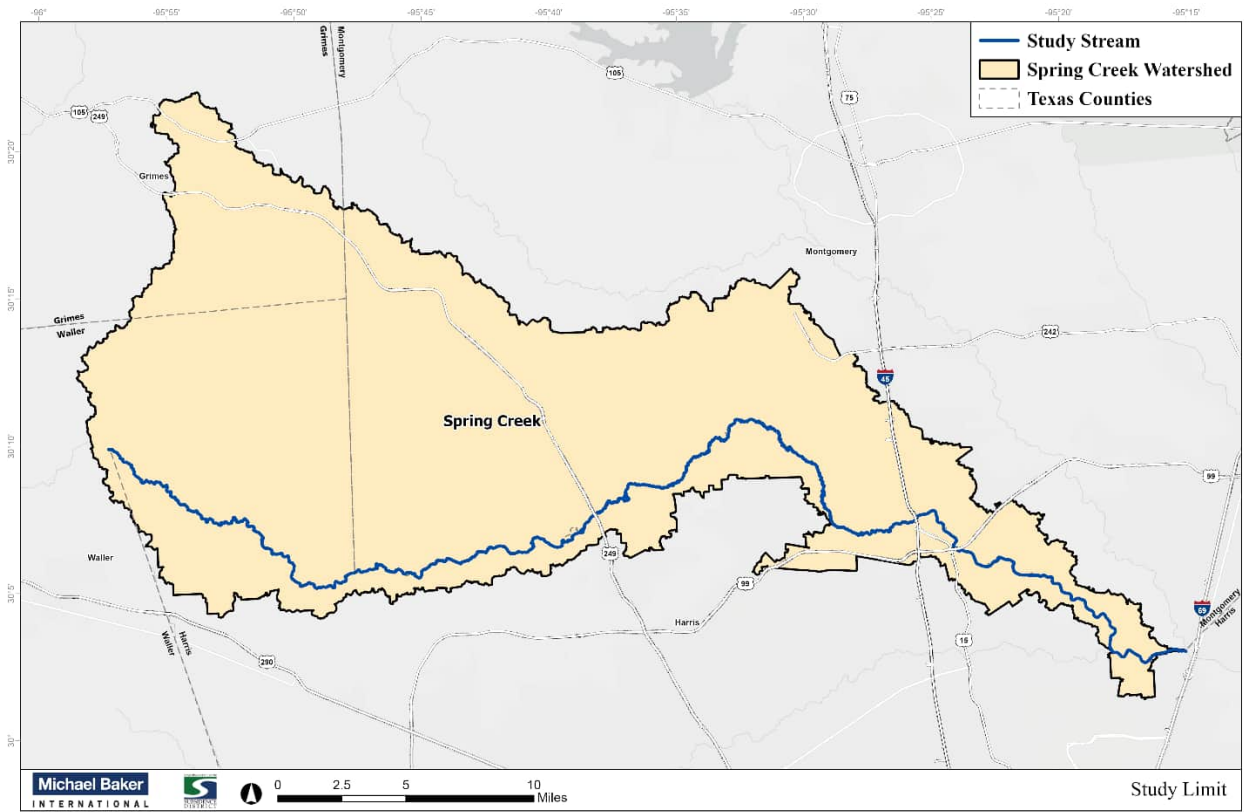 -96°
-95°55'
-95°50'
-95°45'
-95°40'
-95°35'
-95°30'
-95°25'
-95°20'
-95°15'
Study Stream
Spring Creek Watershed
Texas Counties
Grimes
Montgomery
105
75
105
249
30°20'
Grimes
Montgomery
30°15'
Grimes
Waller
242
45
Spring Creek
30°10'
99
Waller
249
99
30°5'
Harris
69
Montgomery
Harris
15
Harris
Waller
290
30°
Michael Baker
INTERNATIONAL
SUBSIDENCE
DISTRICT
0 2.5 5 10
Miles
Study Limit